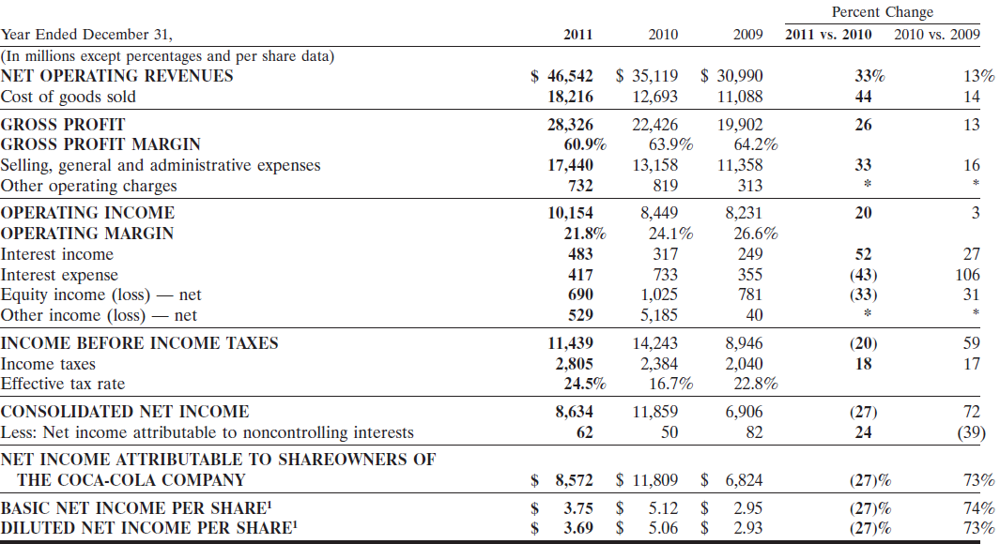 Percent Change
Year Ended December 31, 2011 2010 2009 2011 vs. 2010 2010 vs. 2009
(In millions except percentages and per share data)
NET OPERATING REVENUES $ 46,542 $ 35,119 $ 30,990 33% 13%
Cost of goods sold 18,216 12,693 11,088 44 14
GROSS PROFIT 28,326 22,426 19,902 26 13
GROSS PROFIT MARGIN 60.9% 63.9% 64.2%
Selling, general and administrative expenses 17,440 13,158 11,358 33 16
Other operating charges 732 819 313 * *
OPERATING INCOME 10,154 8,449 8,231 20 3
OPERATING MARGIN 21.8% 24.1% 26.6%
Interest income 483 317 249 52 27
Interest expense 417 733 355 (43) 106
Equity income (loss) — net 690 1,025 781 (33) 31
Other income (loss) — net 529 5,185 40 * *
INCOME BEFORE INCOME TAXES 11,439 14,243 8,946 (20) 59
Income taxes 2,805 2,384 2,040 18 17
Effective tax rate 24.5% 16.7% 22.8%
CONSOLIDATED NET INCOME 8,634 11,859 6,906 (27) 72
Less: Net income attributable to noncontrolling interests 62 50 82 24 (39)
NET INCOME ATTRIBUTABLE TO SHAREOWNERS OF
THE COCA-COLA COMPANY $ 8,572 $ 11,809 $ 6,824 (27)% 73%
BASIC NET INCOME PER SHARE¹ $ 3.75 $ 5.12 $ 2.95 (27)% 74%
DILUTED NET INCOME PER SHARE¹ $ 3.69 $ 5.06 $ 2.93 (27)% 73%